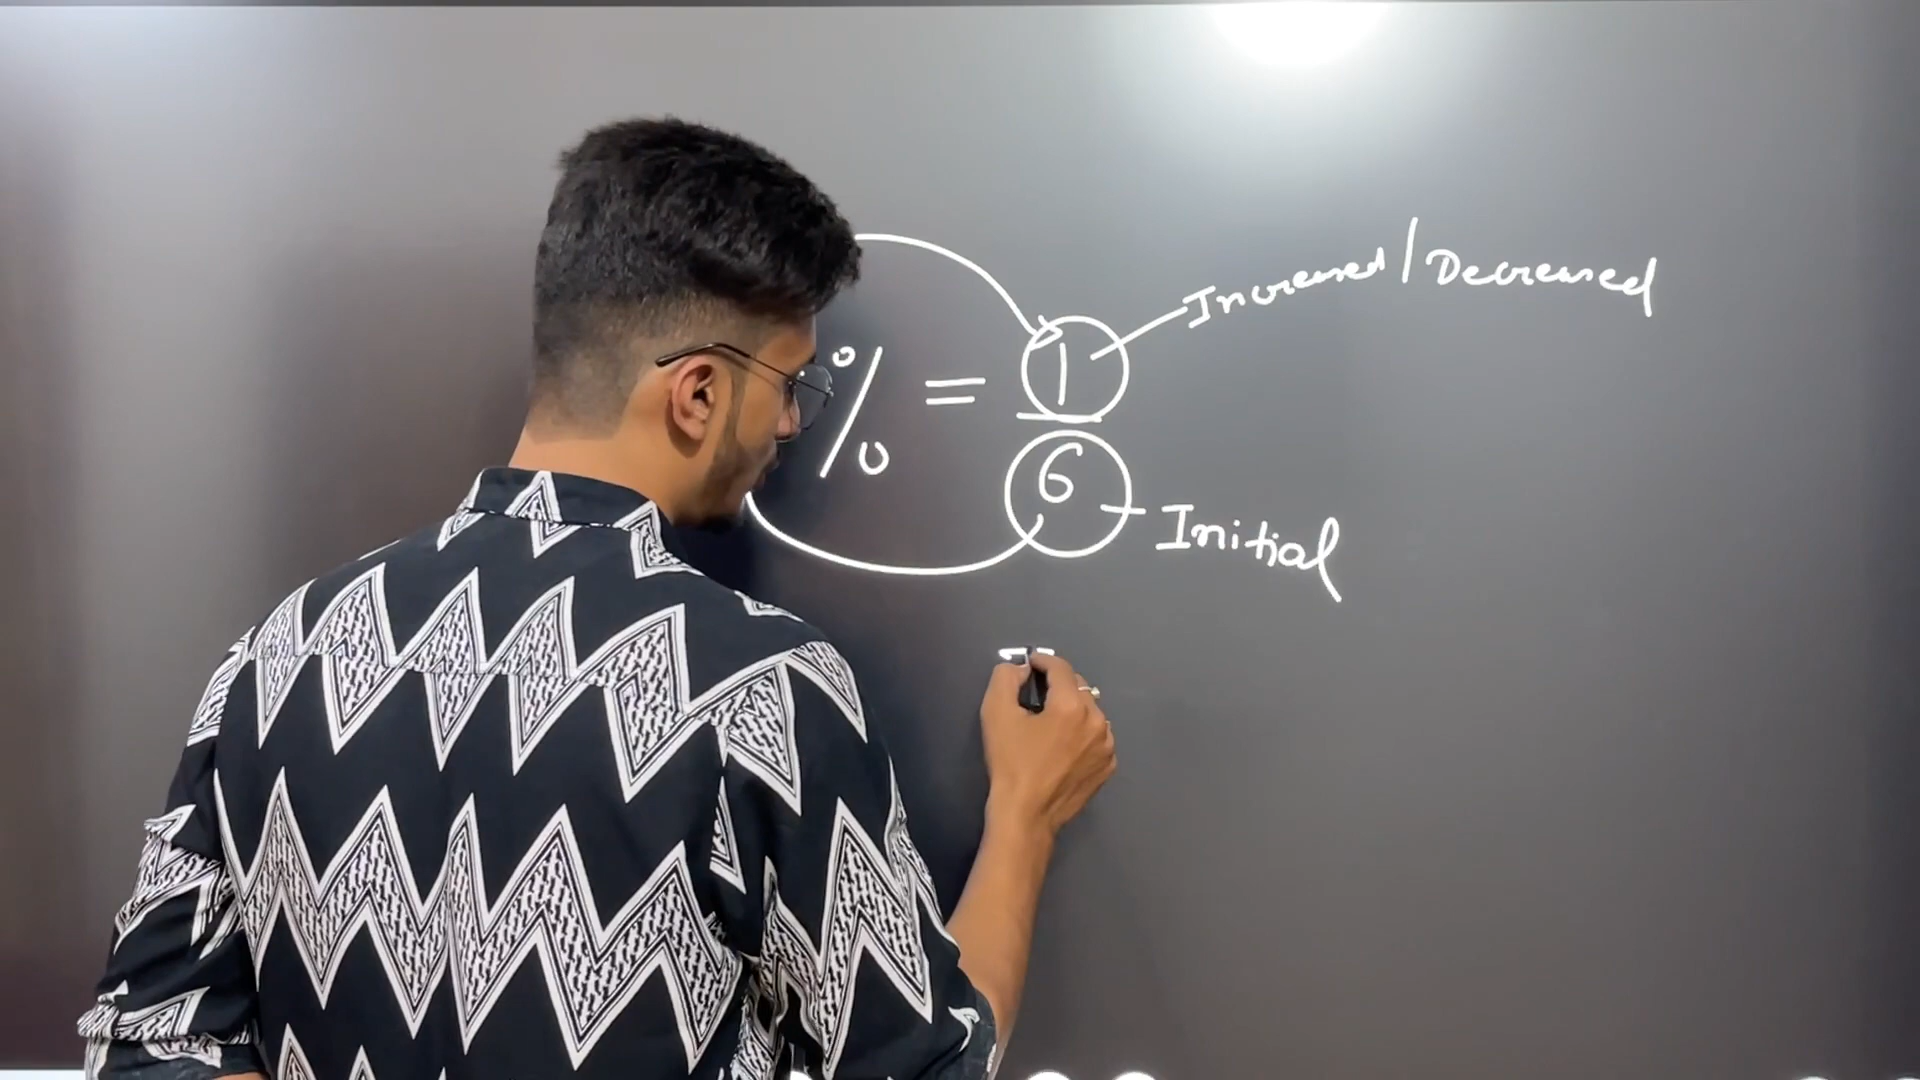 Increased/Decreased
% = 1
6
Initial